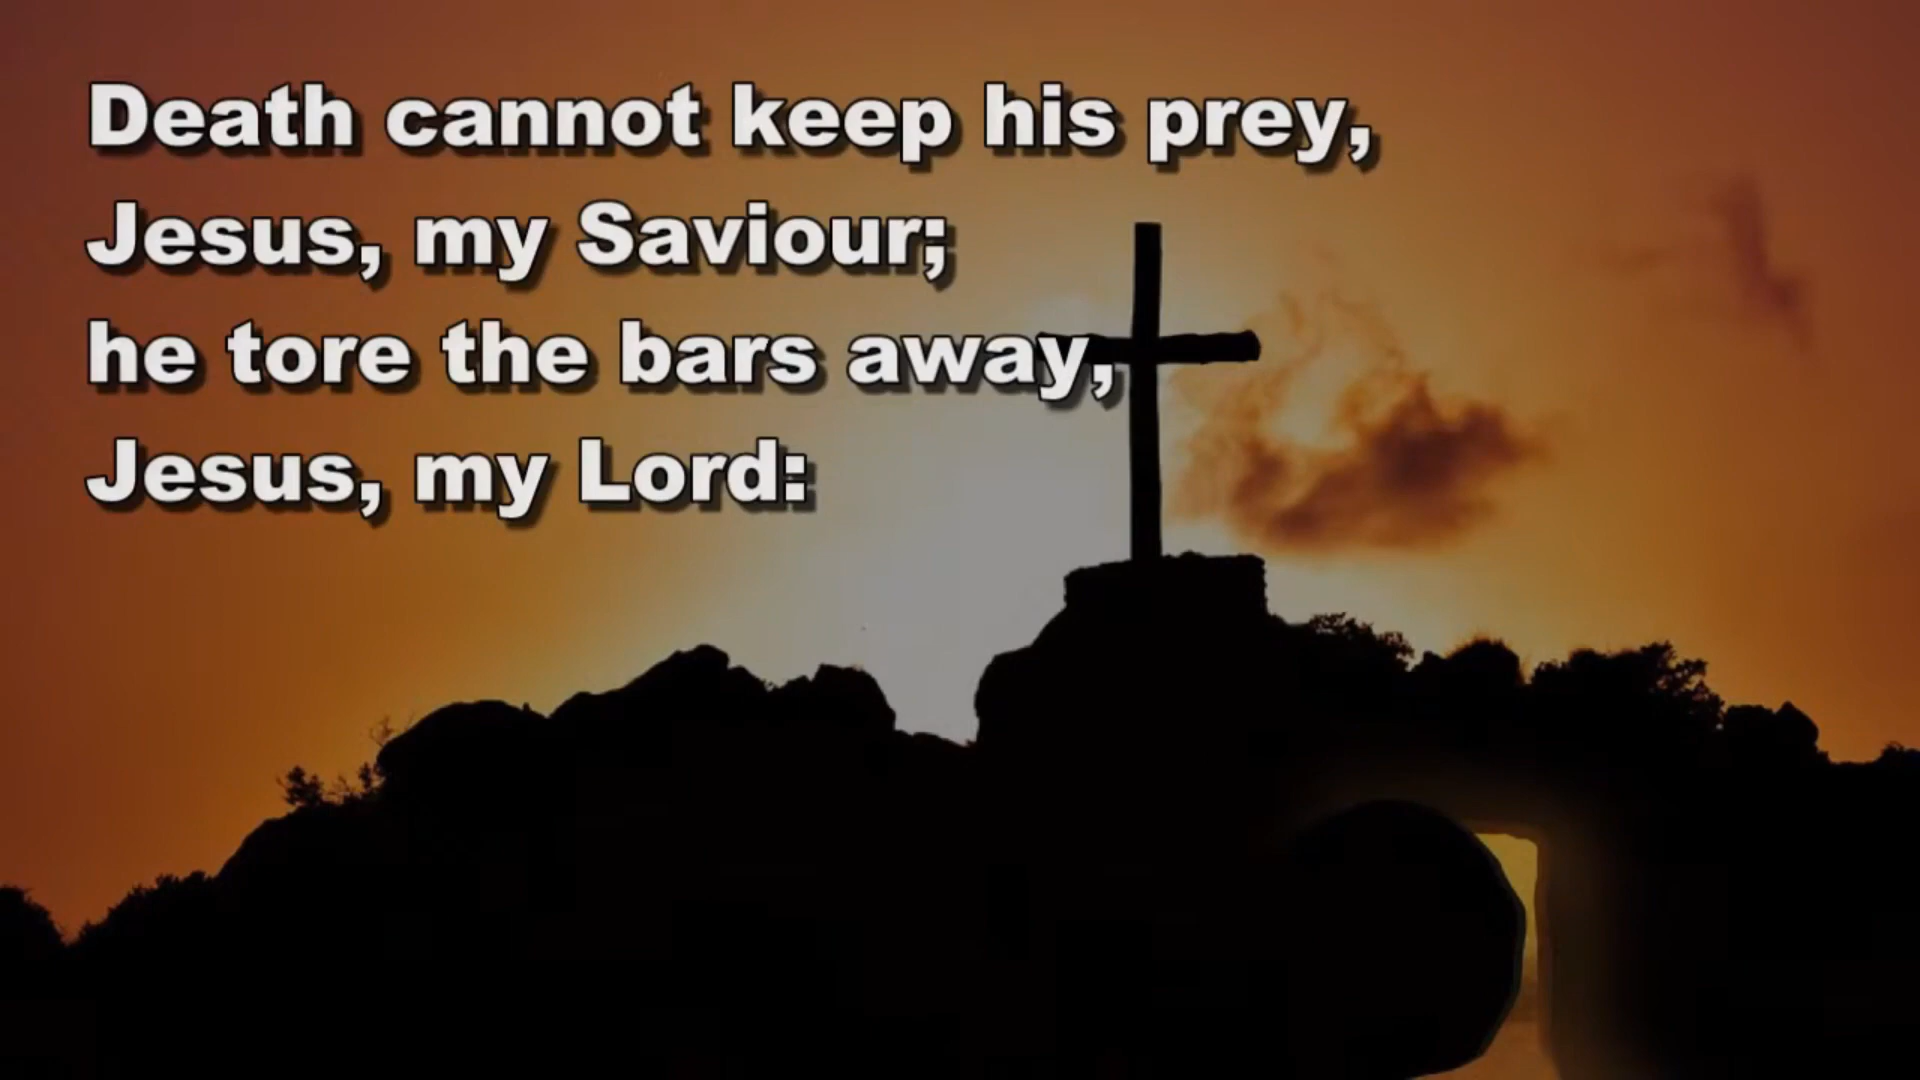 Death cannot keep his prey,
Jesus, my Saviour;
he tore the bars away,
Jesus, my Lord: